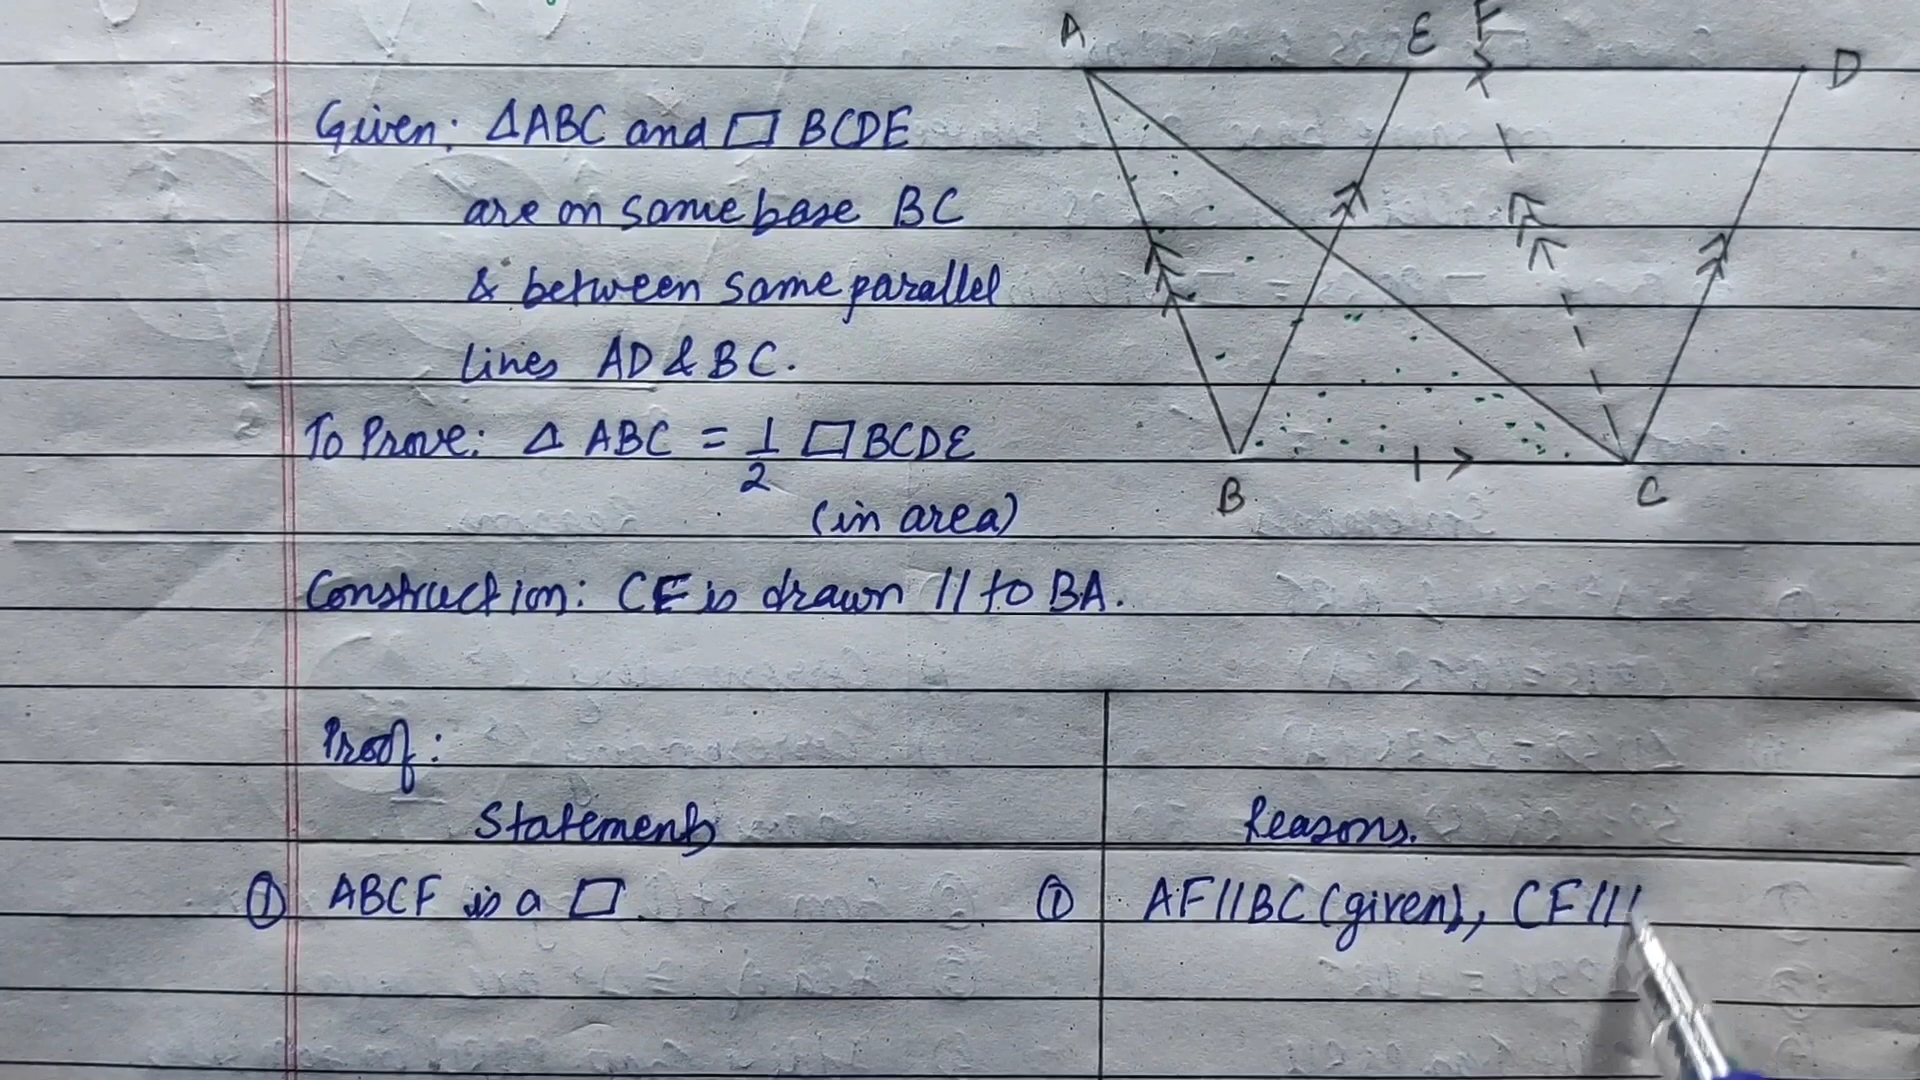 A E F D
Given: ΔABC and ▱ BCDE
are on same base BC
& between same parallel
lines AD & BC.
To Prove: Δ ABC = 1/2 ▱ BCDE
(in area)
B C
Construction: CF is drawn // to BA.
Proof:
Statements Reasons.
① ABCF is a ▱. ① AF//BC (given), CF//